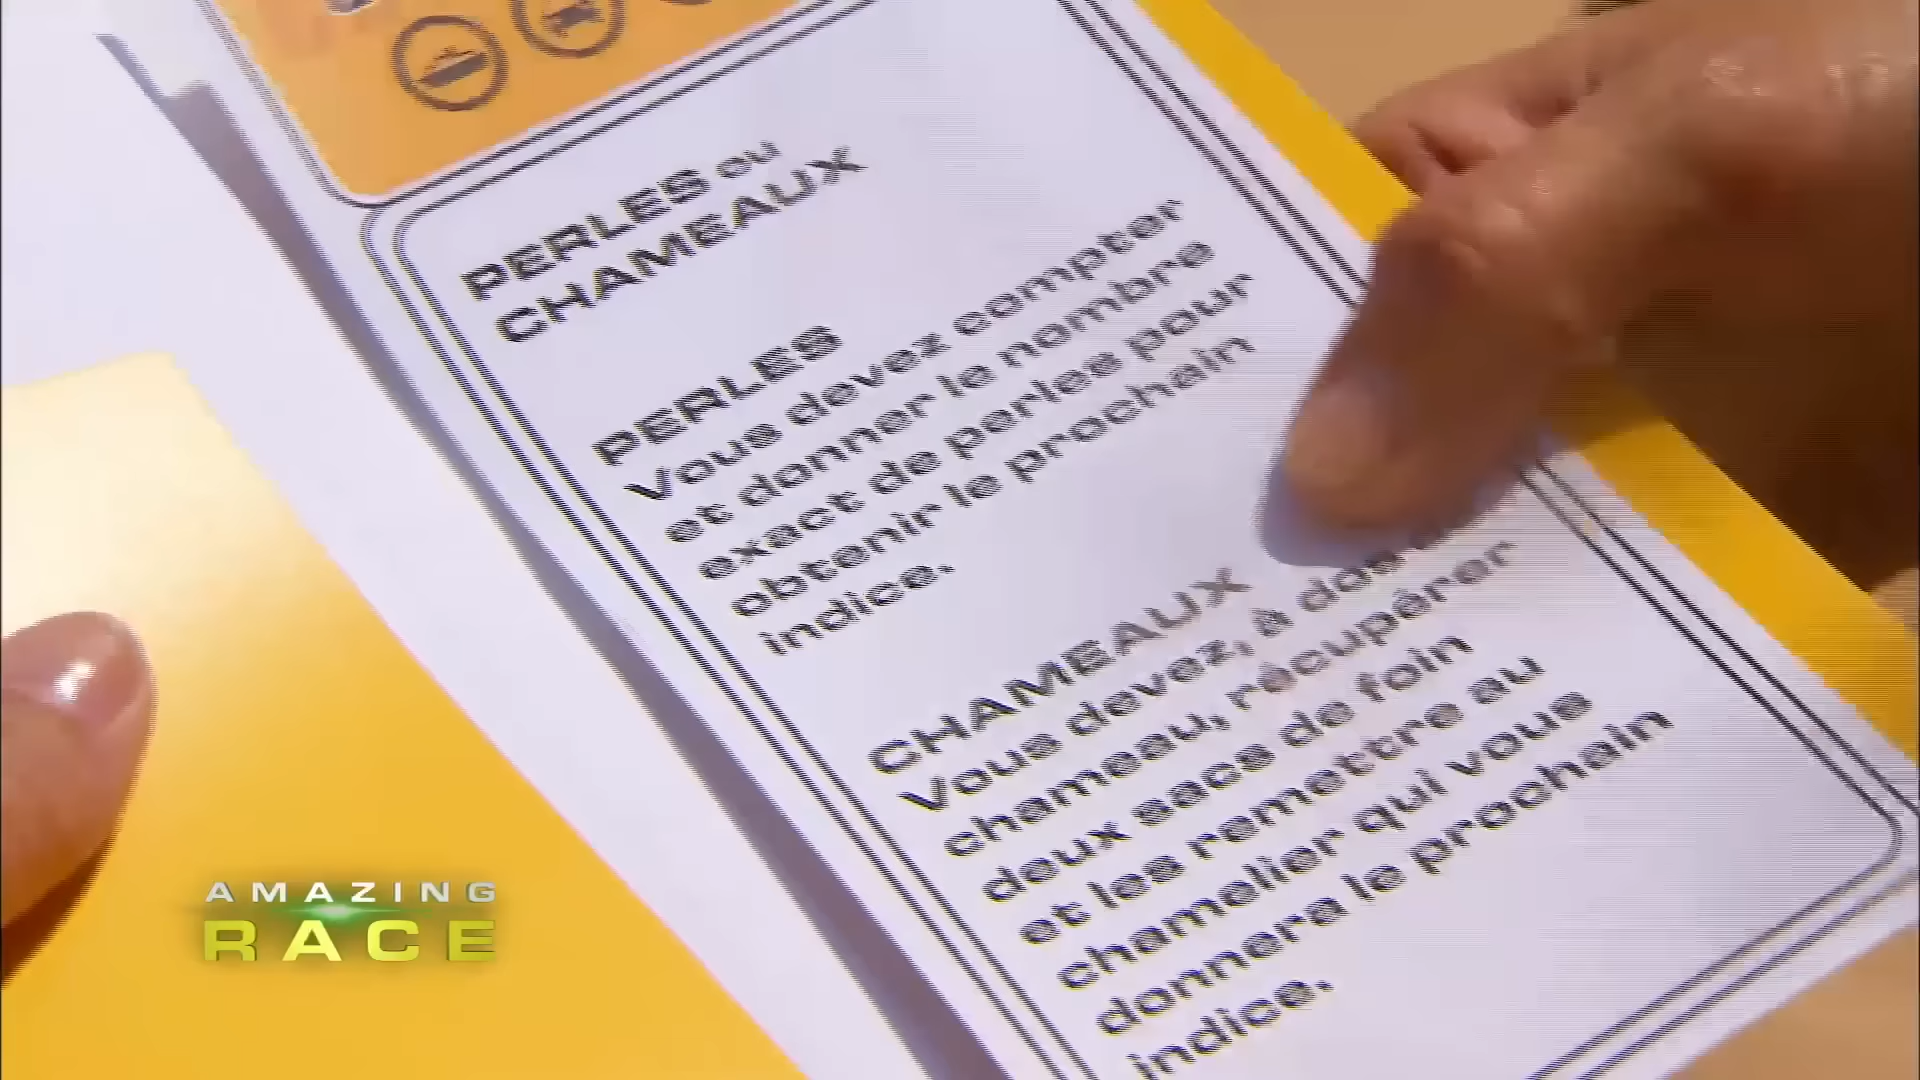 PERLES ou
CHAMEAUX
PERLES
Vous devez compter
et donner le nombre
exact de perles pour
obtenir le prochain
indice.
CHAMEAUX
Vous devez, à dos
chameau, récupérer
deux sacs de foin
et les remettre au
chamelier qui vous
donnera le prochain
indice.
AMAZING
RACE